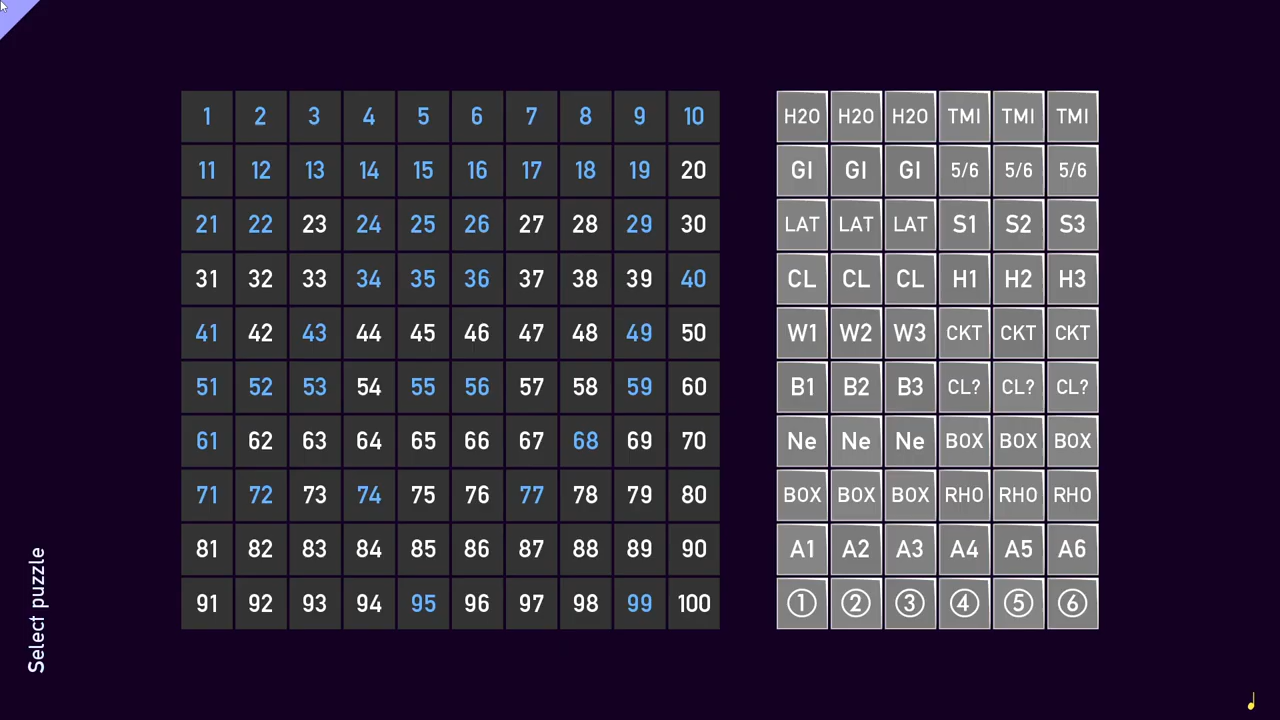 1 2 3 4 5 6 7 8 9 10 H2O H2O H2O TMI TMI TMI
11 12 13 14 15 16 17 18 19 20 GI GI GI 5/6 5/6 5/6
21 22 23 24 25 26 27 28 29 30 LAT LAT LAT S1 S2 S3
31 32 33 34 35 36 37 38 39 40 CL CL CL H1 H2 H3
41 42 43 44 45 46 47 48 49 50 W1 W2 W3 CKT CKT CKT
51 52 53 54 55 56 57 58 59 60 B1 B2 B3 CL? CL? CL?
61 62 63 64 65 66 67 68 69 70 Ne Ne Ne BOX BOX BOX
71 72 73 74 75 76 77 78 79 80 BOX BOX BOX RHO RHO RHO
81 82 83 84 85 86 87 88 89 90 A1 A2 A3 A4 A5 A6
91 92 93 94 95 96 97 98 99 100 ① ② ③ ④ ⑤ ⑥
Select puzzle